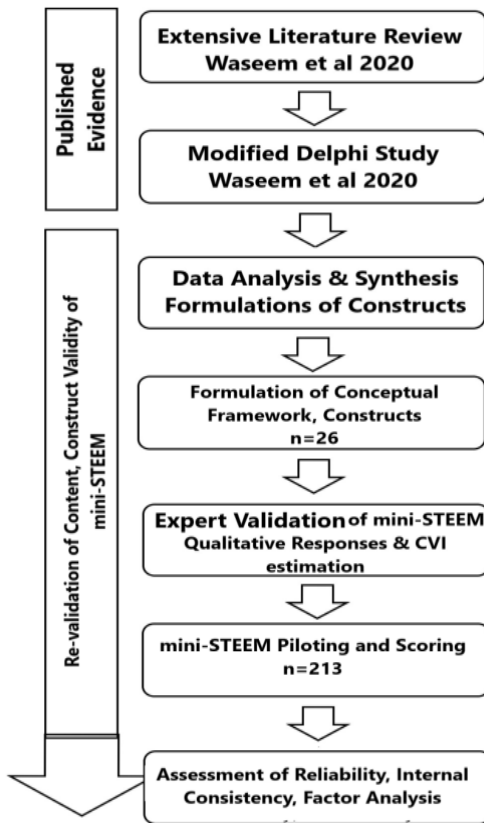 Published
Evidence
Extensive Literature Review
Waseem et al 2020
Modified Delphi Study
Waseem et al 2020
Re-validation of Content, Construct Validity of
mini-STEEM
Data Analysis & Synthesis
Formulations of Constructs
Formulation of Conceptual
Framework, Constructs
n=26
Expert Validation of mini-STEEM
Qualitative Responses & CVI
estimation
mini-STEEM Piloting and Scoring
n=213
Assessment of Reliability, Internal
Consistency, Factor Analysis